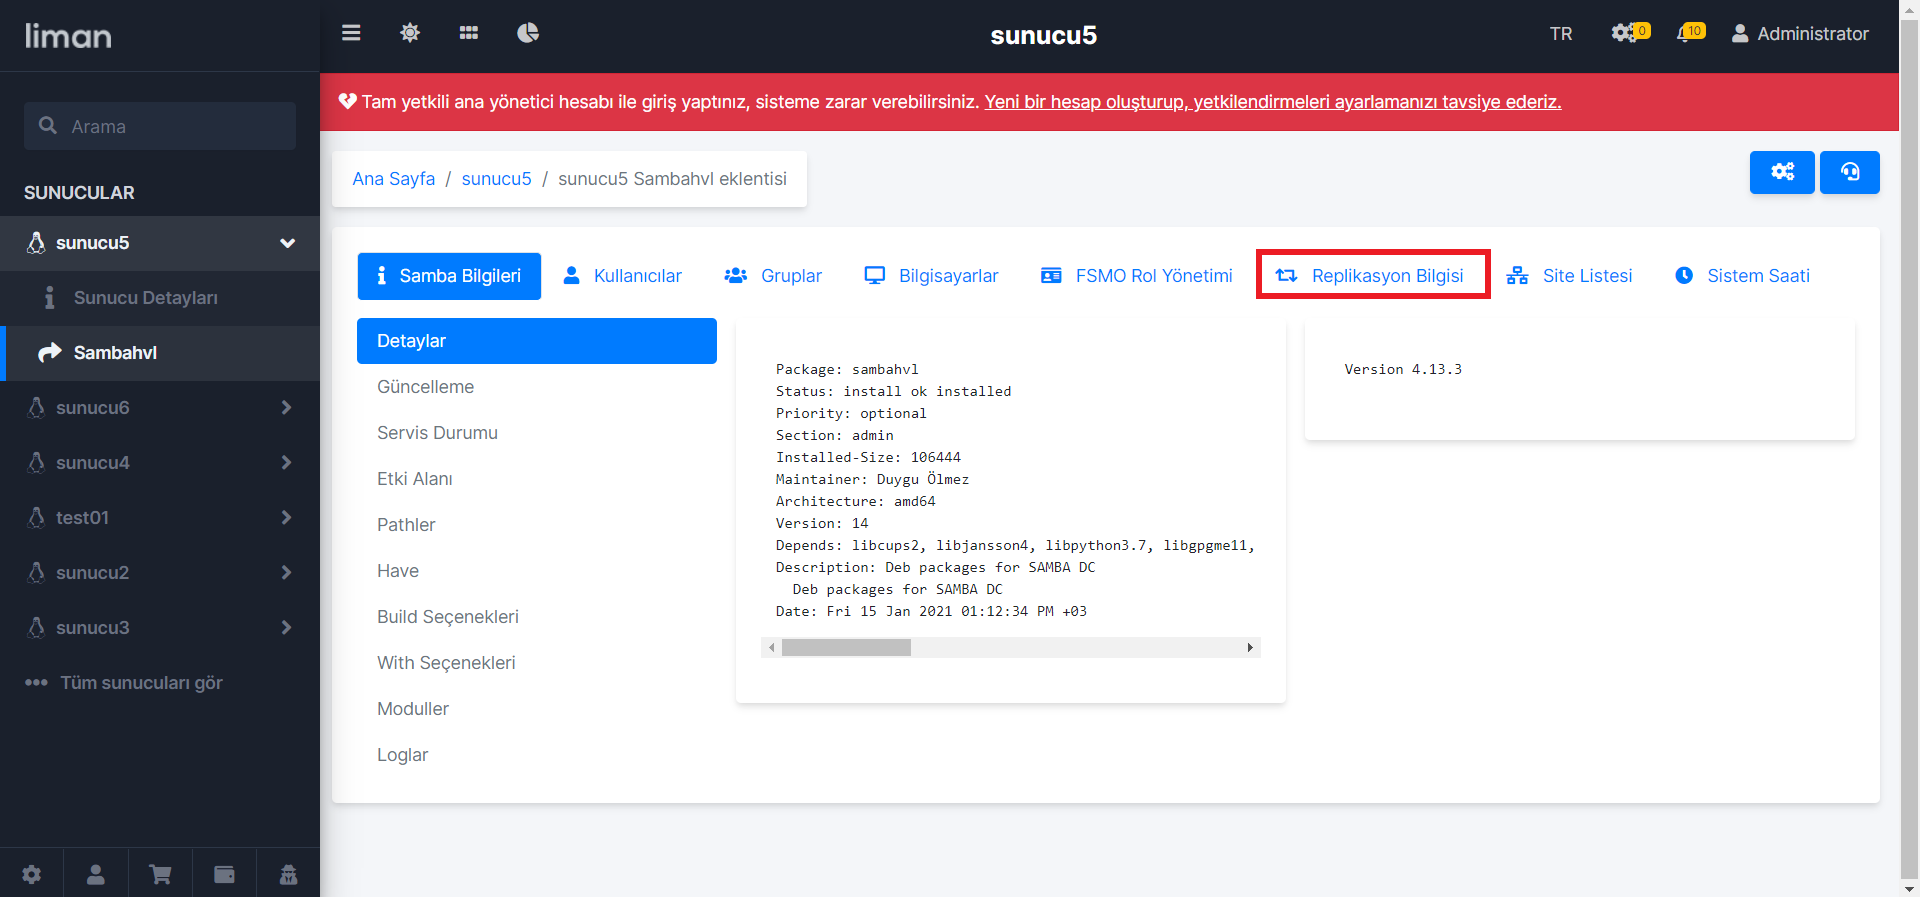 liman
sunucu5
TR
0
10
Administrator
Tam yetkili ana yönetici hesabı ile giriş yaptınız, sisteme zarar verebilirsiniz. Yeni bir hesap oluşturup, yetkilendirmeleri ayarlamanızı tavsiye ederiz.
Arama
SUNUCULAR
sunucu5
Sunucu Detayları
Sambahvl
sunucu6
sunucu4
test01
sunucu2
sunucu3
Tüm sunucuları gör
Ana Sayfa / sunucu5 / sunucu5 Sambahvl eklentisi
Samba Bilgileri
Kullanıcılar
Gruplar
Bilgisayarlar
FSMO Rol Yönetimi
Replikasyon Bilgisi
Site Listesi
Sistem Saati
Detaylar
Güncelleme
Servis Durumu
Etki Alanı
Pathler
Have
Build Seçenekleri
With Seçenekleri
Moduller
Loglar
Package: sambahvl
Status: install ok installed
Priority: optional
Section: admin
Installed-Size: 106444
Maintainer: Duygu Ölmez
Architecture: amd64
Version: 14
Depends: libcups2, libjansson4, libpython3.7, libgpgme11,
Description: Deb packages for SAMBA DC
Deb packages for SAMBA DC
Date: Fri 15 Jan 2021 01:12:34 PM +03
Version 4.13.3